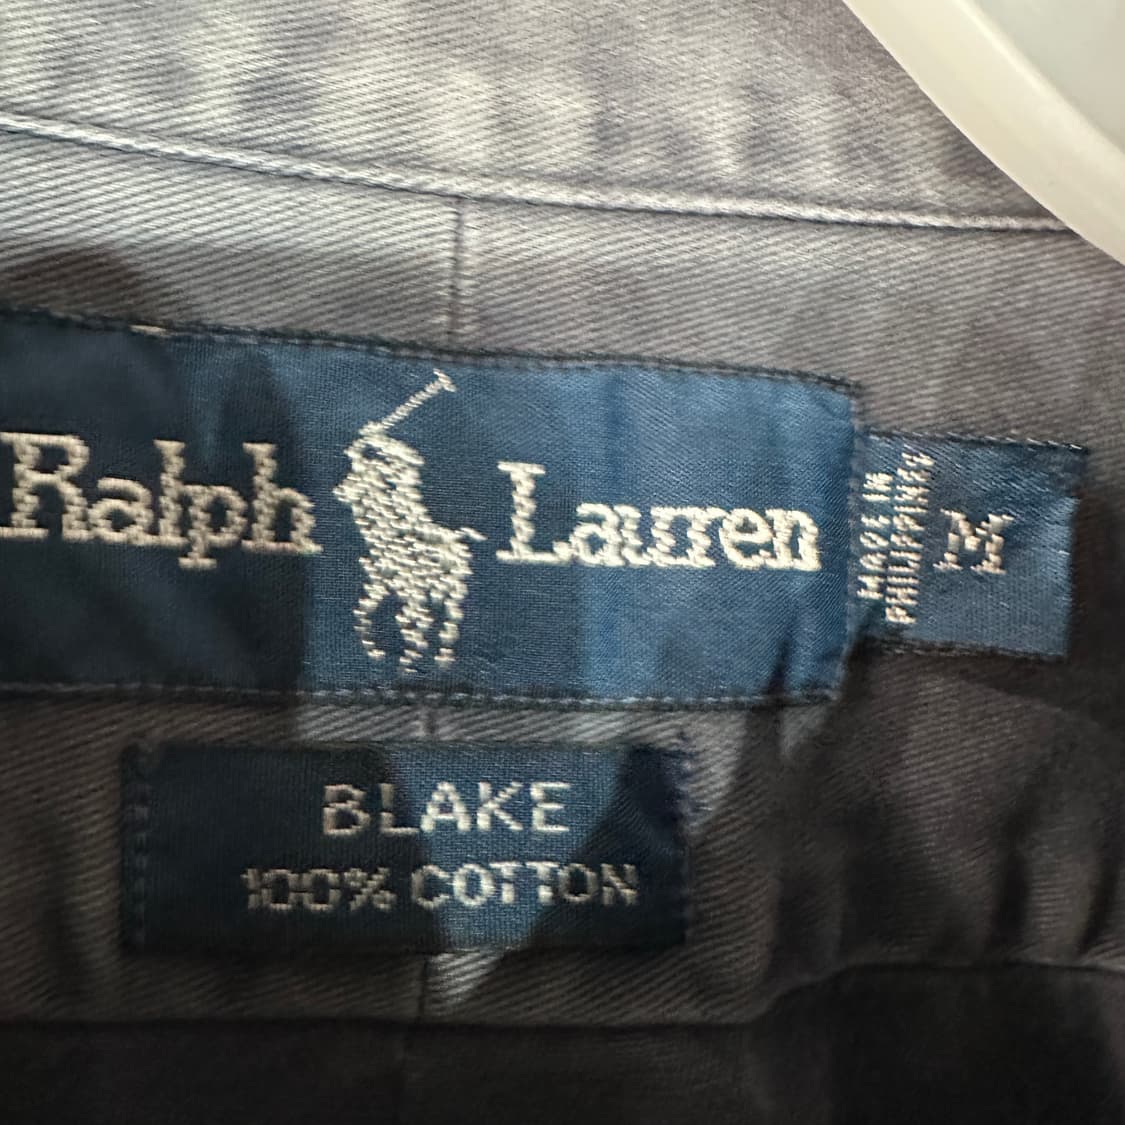 Ralph Lauren
MADE IN
PHILIPPINES
M
BLAKE
100% COTTON